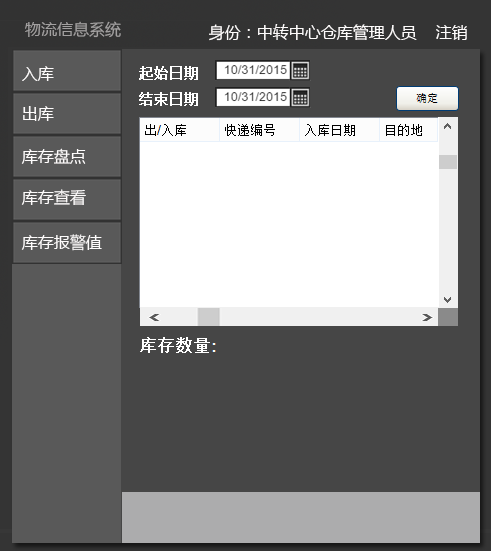 物流信息系统
身份：中转中心仓库管理人员 注销
入库
出库
库存盘点
库存查看
库存报警值
起始日期 10/31/2015
结束日期 10/31/2015 确定
出/入库 快递编号 入库日期 目的地
库存数量: